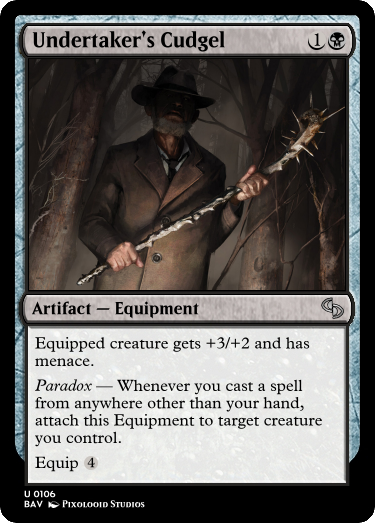 Undertaker's Cudgel 1
Artifact — Equipment
Equipped creature gets +3/+2 and has
menace.
Paradox — Whenever you cast a spell
from anywhere other than your hand,
attach this Equipment to target creature
you control.
Equip 4
U 0106
BAV Pixoloid Studios